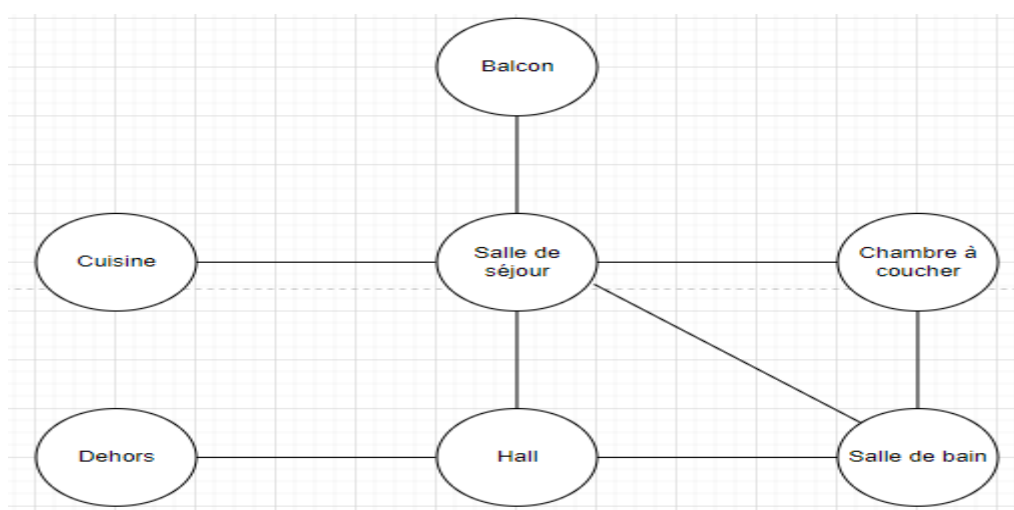 Balcon
Cuisine
Salle de
séjour
Chambre à
coucher
Dehors
Hall
Salle de bain